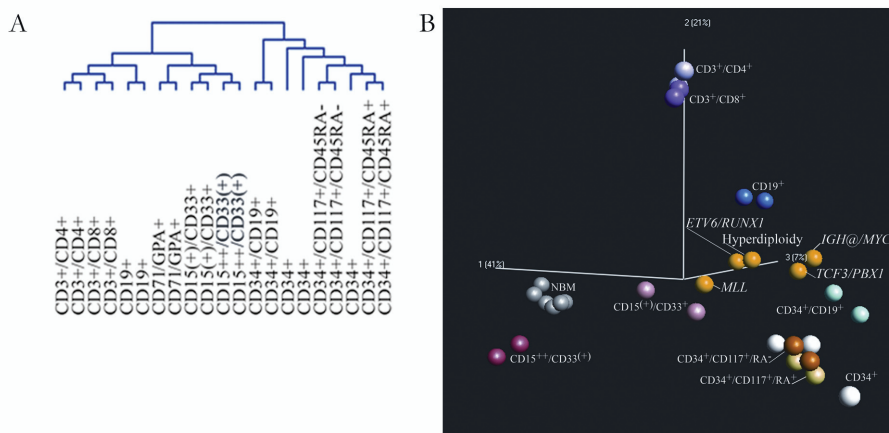 A
CD3+/CD4+
CD3+/CD4+
CD3+/CD8+
CD3+/CD8+
CD19+
CD19+
CD71/GPA+
CD71/GPA+
CD15(+)/CD33+
CD15(+)/CD33+
CD15++/CD33(+)
CD15++/CD33(+)
CD34+/CD19+
CD34+/CD19+
CD34+
CD34+
CD34+/CD117+/CD45RA-
CD34+/CD117+/CD45RA-
CD34+
CD34+/CD117+/CD45RA+
CD34+/CD117+/CD45RA+
B
2 (21%)
CD3⁺/CD4⁺
CD3⁺/CD8⁺
CD19⁺
ETV6/RUNX1
Hyperdiploidy
IGH@/MYC
1 (41%)
3 (7%)
TCF3/PBX1
NBM
MLL
CD15⁽⁺⁾/CD33⁺
CD34⁺/CD19⁺
CD15⁺⁺/CD33⁽⁺⁾
CD34⁺/CD117⁺/RA⁻
CD34⁺/CD117⁺/RA⁺
CD34⁺